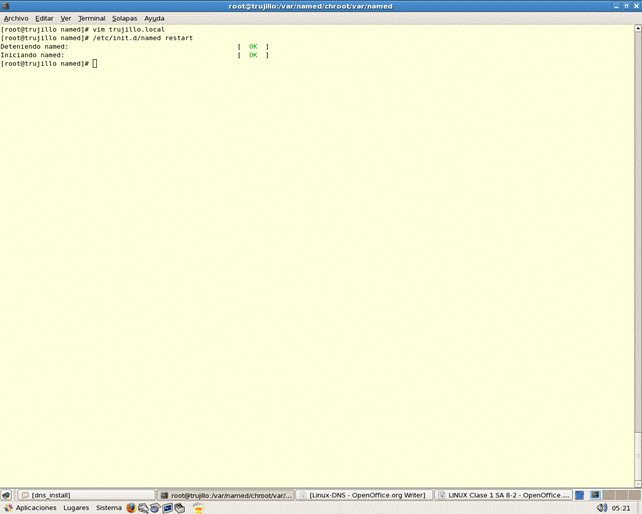 root@trujillo:/var/named/chroot/var/named
Archivo Editar Ver Terminal Solapas Ayuda
[root@trujillo named]# vim trujillo.local
[root@trujillo named]# /etc/init.d/named restart
Deteniendo named: [ OK ]
Iniciando named: [ OK ]
[root@trujillo named]#
[dns_install] root@trujillo:/var/named/chroot/var/... [Linux-DNS - OpenOffice.org Writer] LINUX Clase 1 SA 8-2 - OpenOffice....
Aplicaciones Lugares Sistema 05:21